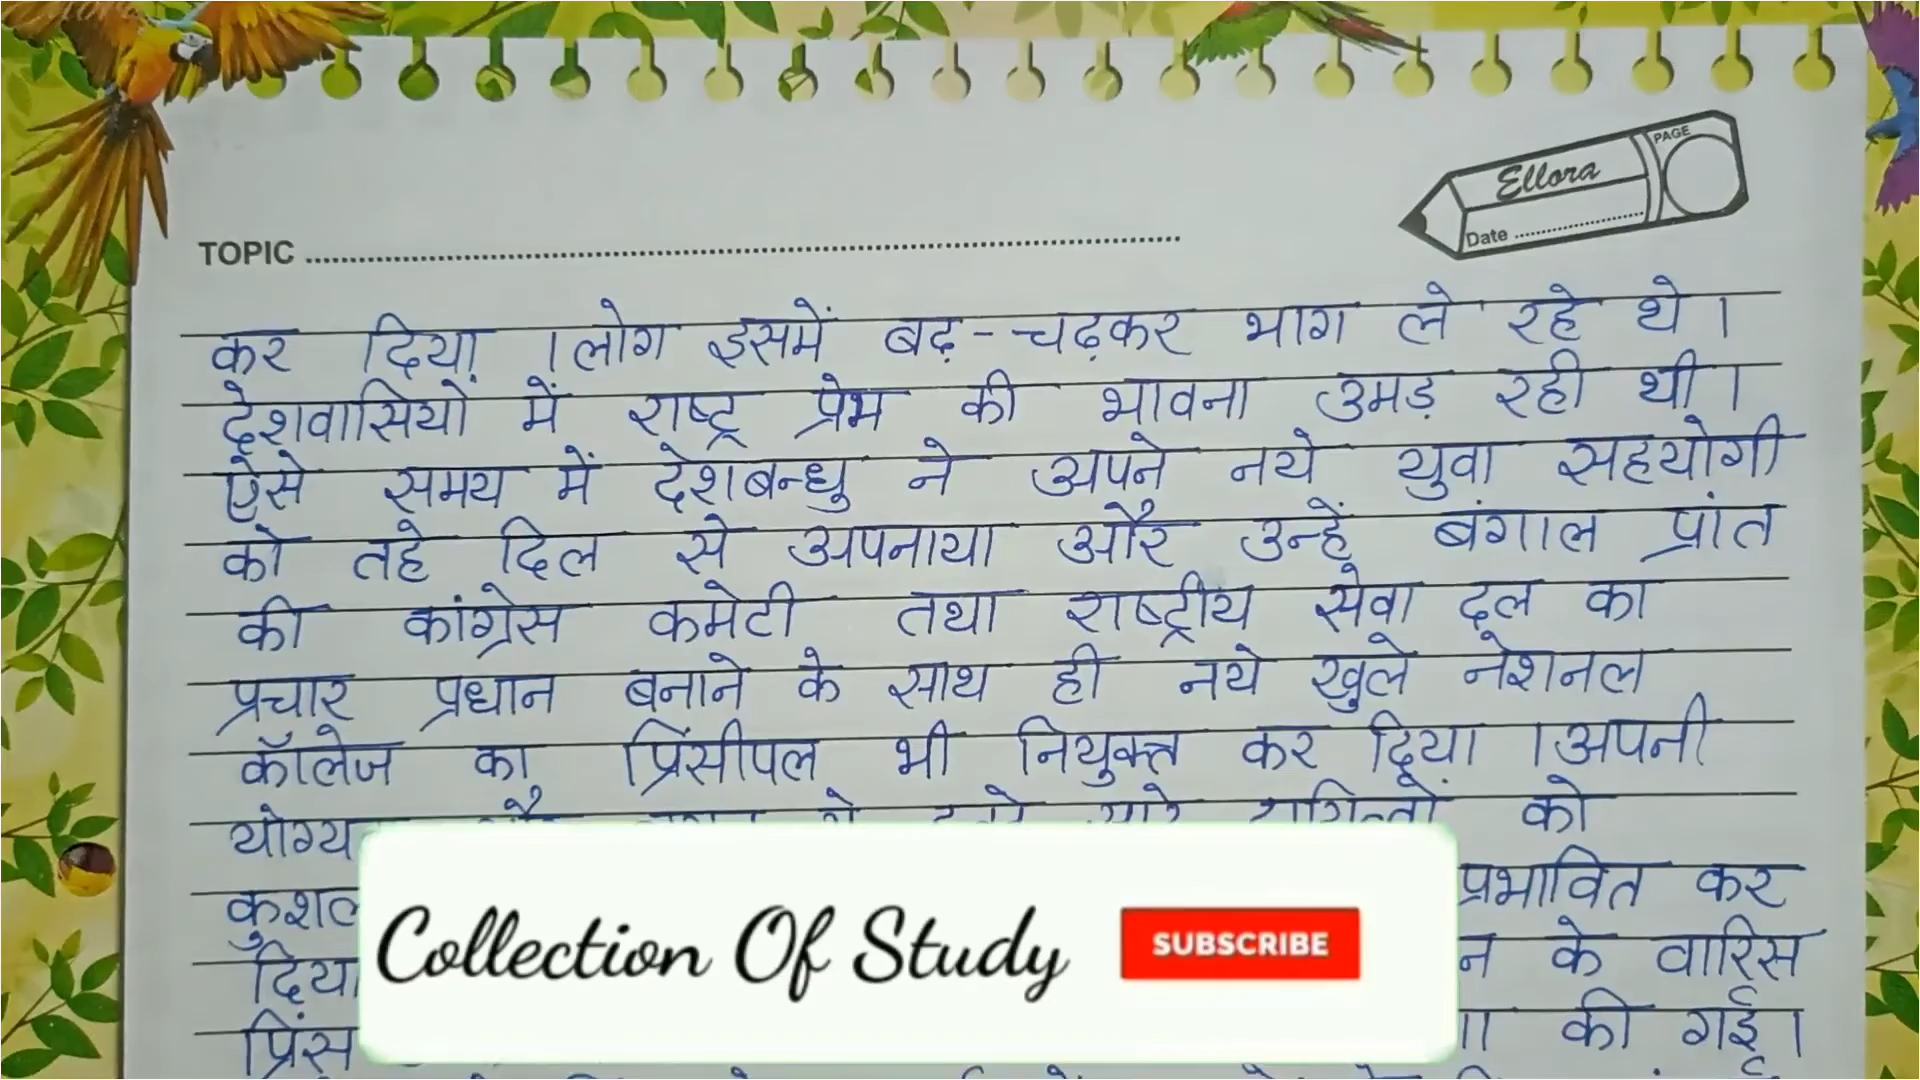 PAGE
Ellora
Date
TOPIC
कर दिया ।लोग इसमें बढ़-चढ़कर भाग ले रहे थे।
देशवासियों में राष्ट्र प्रेम की भावना उमड़ रही थी।
ऐसे समय में देशबन्धु ने अपने नये युवा सहयोगी
को तहे दिल से अपनाया और उन्हें बंगाल प्रांत
की कांग्रेस कमेटी तथा राष्ट्रीय सेवा दल का
प्रचार प्रधान बनाने के साथ ही नये खुले नेशनल
कॉलेज का प्रिंसीपल भी नियुक्त कर दिया ।अपनी
को
प्रभावित कर
दिया के वारिस
की गई।
Collection Of Study SUBSCRIBE